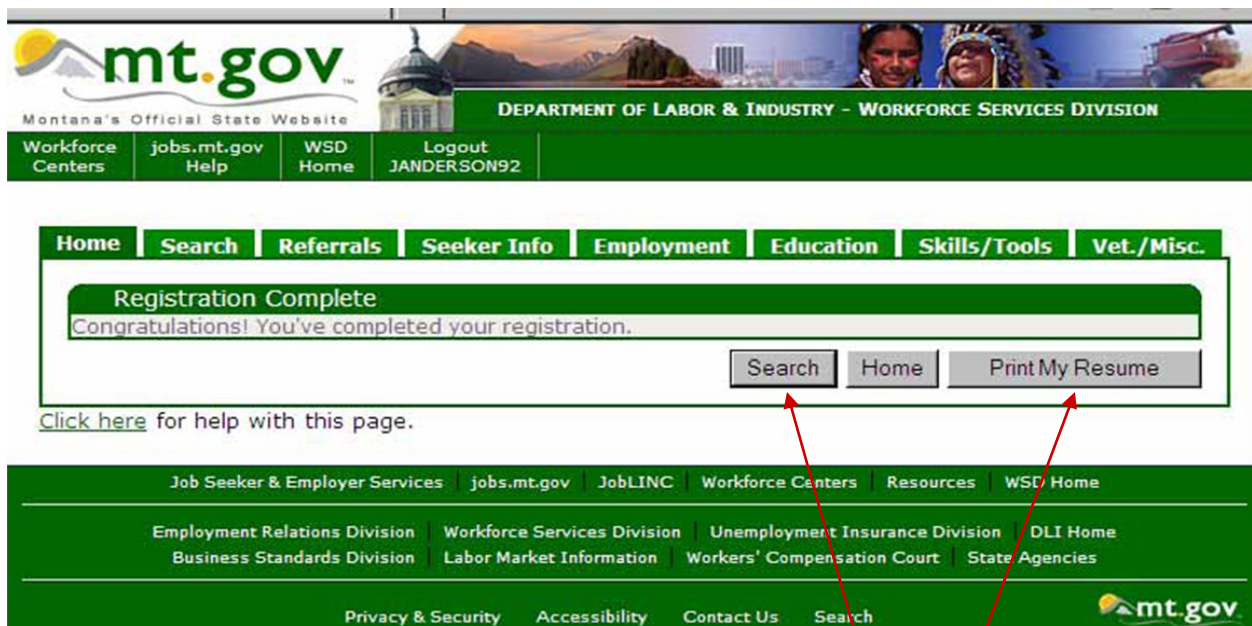 mt.gov™
Montana's Official State Website
DEPARTMENT OF LABOR & INDUSTRY - WORKFORCE SERVICES DIVISION
Workforce Centers | jobs.mt.gov Help | WSD Home | Logout JANDERSON92
Home Search Referrals Seeker Info Employment Education Skills/Tools Vet./Misc.
Registration Complete
Congratulations! You've completed your registration.
Search Home Print My Resume
Click here for help with this page.
Job Seeker & Employer Services | jobs.mt.gov | JobLINC | Workforce Centers | Resources | WSD Home
Employment Relations Division | Workforce Services Division | Unemployment Insurance Division | DLI Home
Business Standards Division | Labor Market Information | Workers' Compensation Court | State Agencies
Privacy & Security Accessibility Contact Us Search
mt.gov